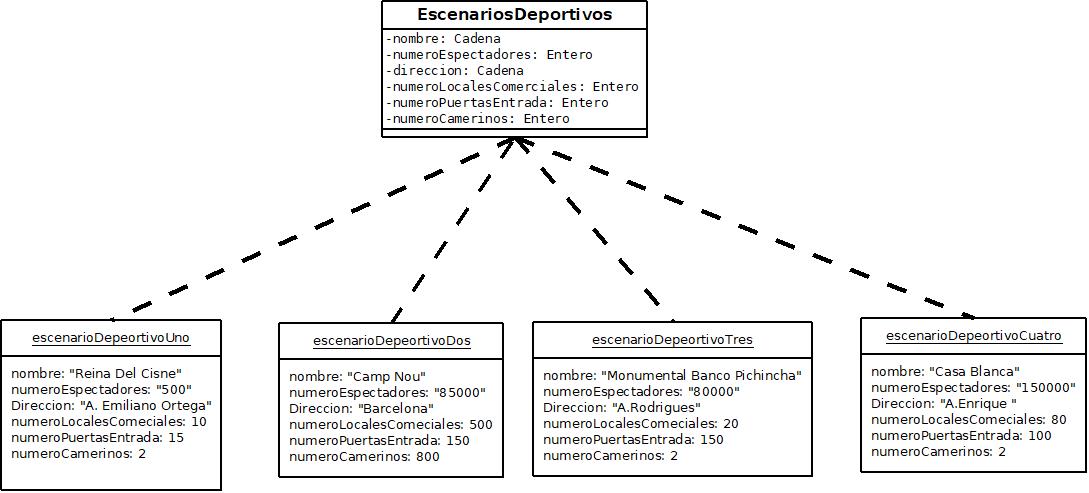 EscenariosDeportivos
-nombre: Cadena
-numeroEspectadores: Entero
-direccion: Cadena
-numeroLocalesComerciales: Entero
-numeroPuertasEntrada: Entero
-numeroCamerinos: Entero
escenarioDepeortivoUno
nombre: "Reina Del Cisne"
numeroEspectadores: "500"
Direccion: "A. Emiliano Ortega"
numeroLocalesComeciales: 10
numeroPuertasEntrada: 15
numeroCamerinos: 2
escenarioDepeortivoDos
nombre: "Camp Nou"
numeroEspectadores: "85000"
Direccion: "Barcelona"
numeroLocalesComeciales: 500
numeroPuertasEntrada: 150
numeroCamerinos: 800
escenarioDepeortivoTres
nombre: "Monumental Banco Pichincha"
numeroEspectadores: "80000"
Direccion: "A.Rodrigues"
numeroLocalesComeciales: 20
numeroPuertasEntrada: 150
numeroCamerinos: 2
escenarioDepeortivoCuatro
nombre: "Casa Blanca"
numeroEspectadores: "150000"
Direccion: "A.Enrique "
numeroLocalesComeciales: 80
numeroPuertasEntrada: 100
numeroCamerinos: 2